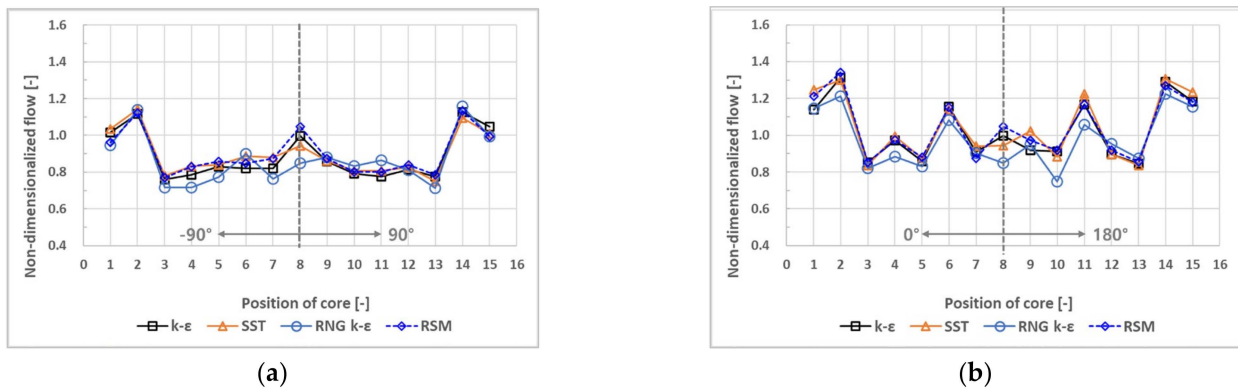 1.6
1.4
1.2
1.0
0.8
0.6
0.4
Non-dimensionalized flow [-]
-90° 90°
0 1 2 3 4 5 6 7 8 9 10 11 12 13 14 15 16
Position of core [-]
k-ε SST RNG k-ε RSM
(a)
1.6
1.4
1.2
1.0
0.8
0.6
0.4
Non-dimensionalized flow [-]
0° 180°
0 1 2 3 4 5 6 7 8 9 10 11 12 13 14 15 16
Position of core [-]
k-ε SST RNG k-ε RSM
(b)